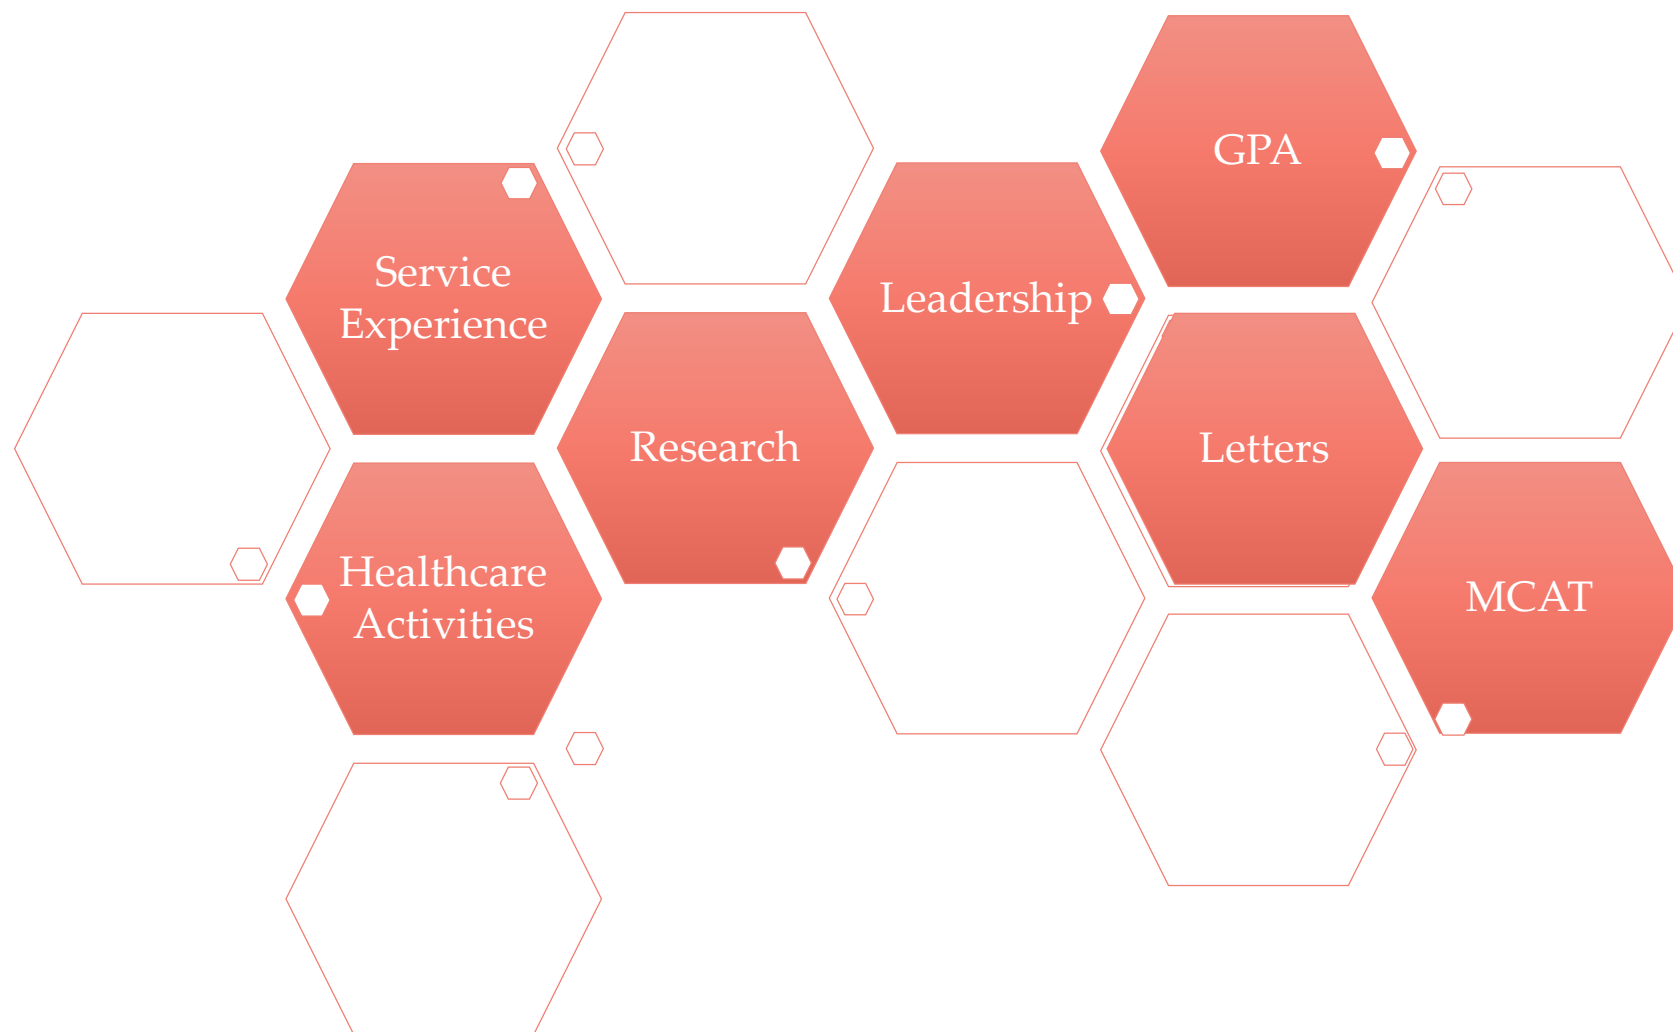 GPA
Service
Experience
Leadership
Research
Letters
Healthcare
Activities
MCAT